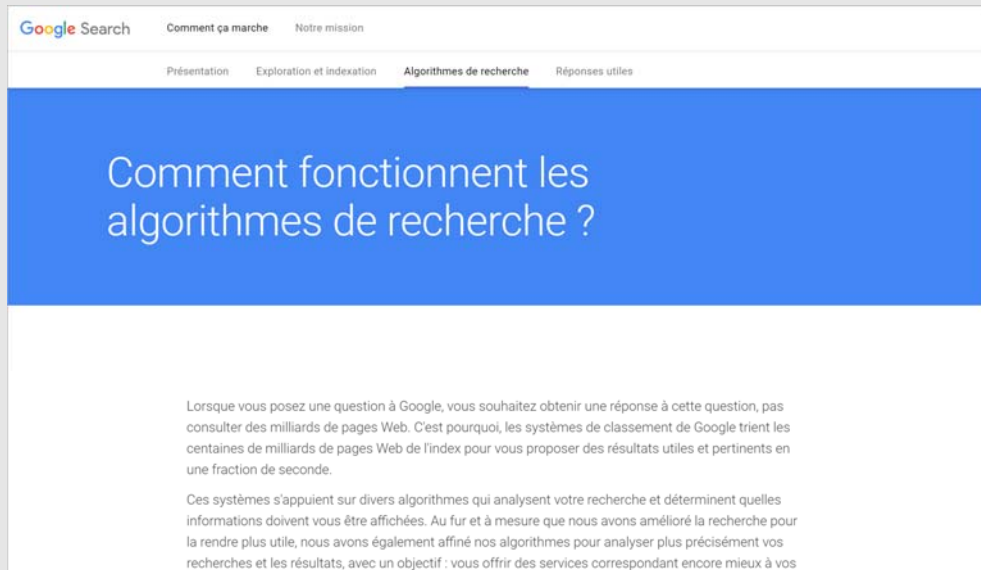 Google Search Comment ça marche Notre mission
Présentation Exploration et indexation Algorithmes de recherche Réponses utiles
Comment fonctionnent les
algorithmes de recherche ?
Lorsque vous posez une question à Google, vous souhaitez obtenir une réponse à cette question, pas
consulter des milliards de pages Web. C'est pourquoi, les systèmes de classement de Google trient les
centaines de milliards de pages Web de l'index pour vous proposer des résultats utiles et pertinents en
une fraction de seconde.
Ces systèmes s'appuient sur divers algorithmes qui analysent votre recherche et déterminent quelles
informations doivent vous être affichées. Au fur et à mesure que nous avons amélioré la recherche pour
la rendre plus utile, nous avons également affiné nos algorithmes pour analyser plus précisément vos
recherches et les résultats, avec un objectif : vous offrir des services correspondant encore mieux à vos